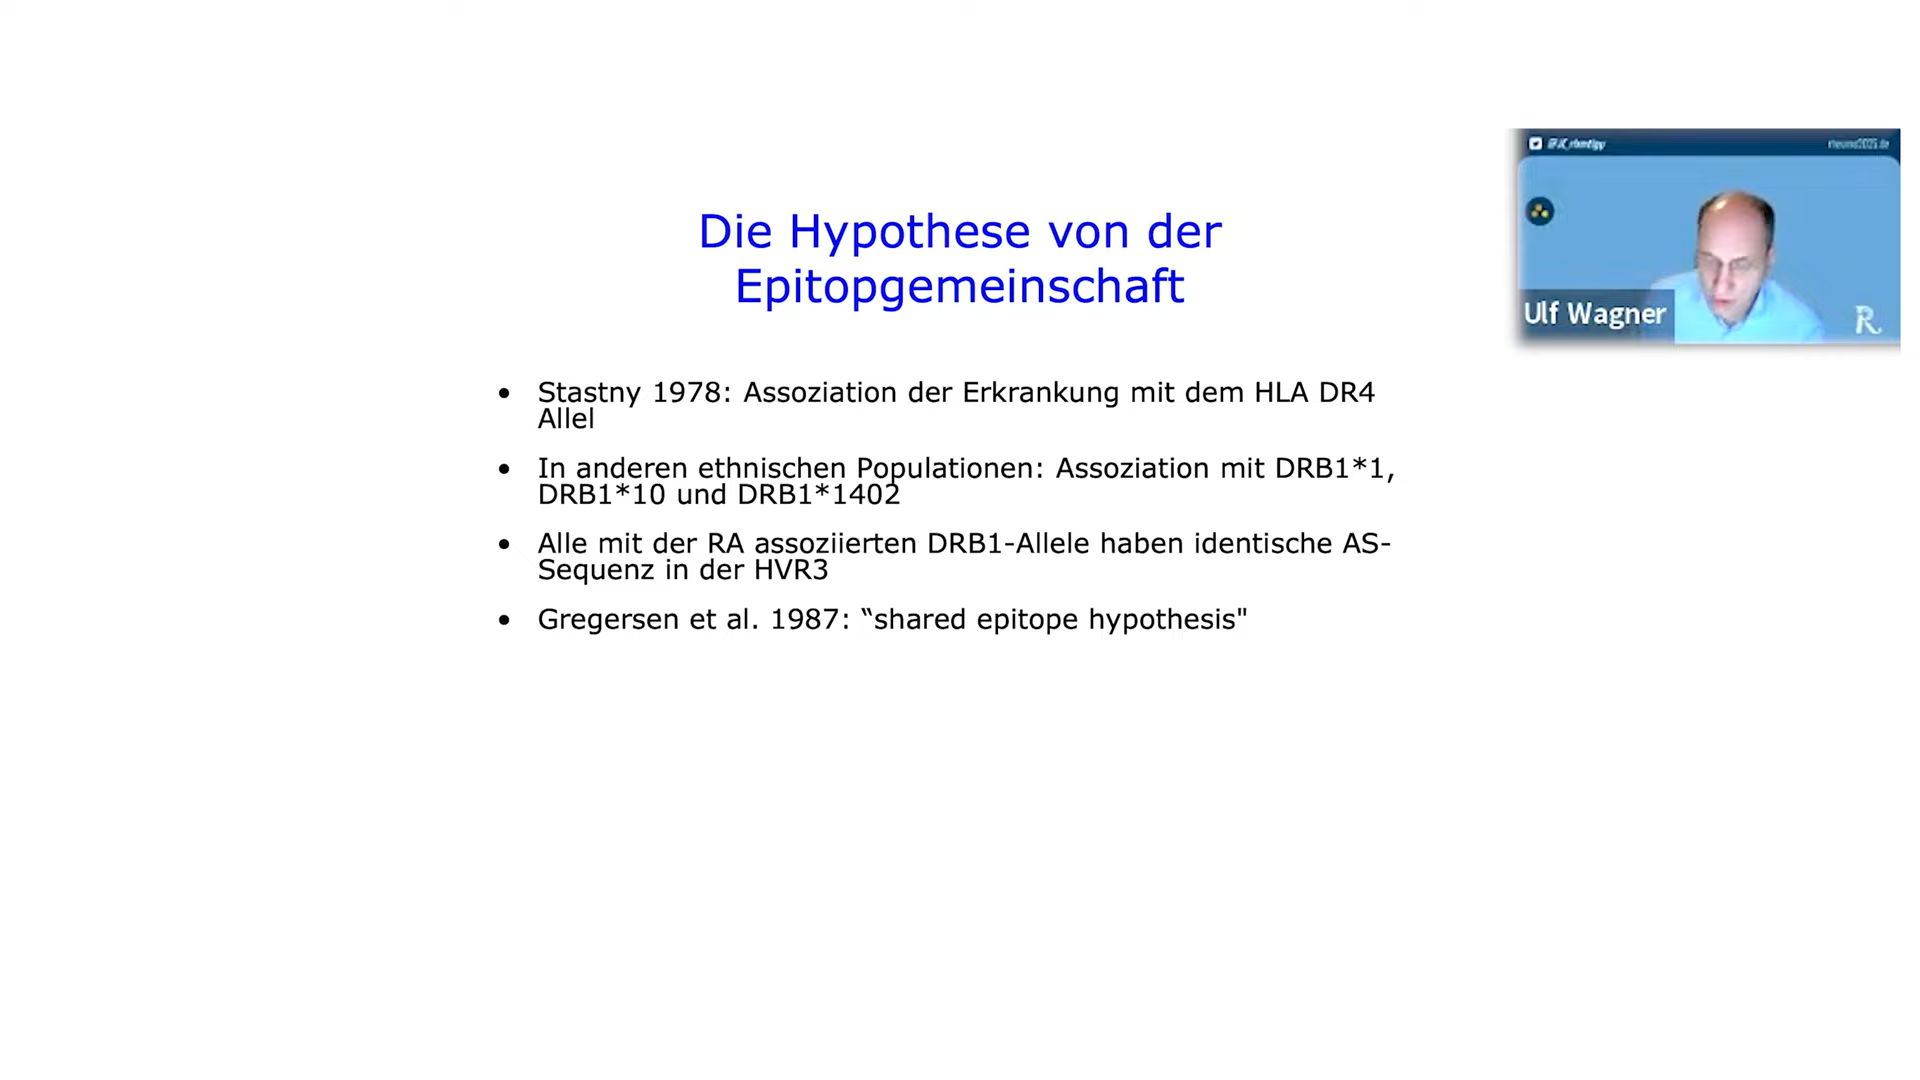 Die Hypothese von der
Epitopgemeinschaft
• Stastny 1978: Assoziation der Erkrankung mit dem HLA DR4
Allel
• In anderen ethnischen Populationen: Assoziation mit DRB1*1,
DRB1*10 und DRB1*1402
• Alle mit der RA assoziierten DRB1-Allele haben identische AS-
Sequenz in der HVR3
• Gregersen et al. 1987: “shared epitope hypothesis"
Ulf Wagner